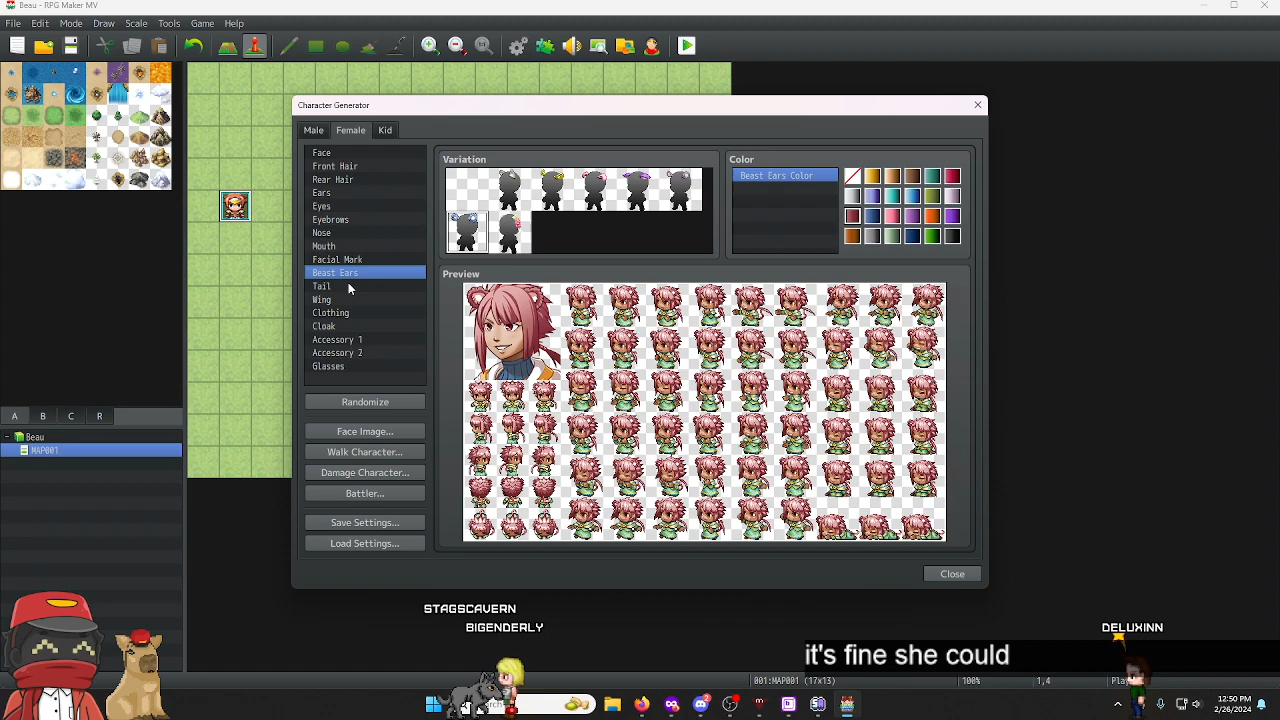 Beau - RPG Maker MV
File Edit Mode Draw Scale Tools Game Help
Character Generator
Male Female Kid
Face
Front Hair
Rear Hair
Ears
Eyes
Eyebrows
Nose
Mouth
Facial Mark
Beast Ears
Tail
Wing
Clothing
Cloak
Accessory 1
Accessory 2
Glasses
Randomize
Face Image...
Walk Character...
Damage Character...
Battler...
Save Settings...
Load Settings...
Variation
Color
Beast Ears Color
Preview
Close
A B C R
Beau
MAP001
STAGSCAVERN
BIGENDERLY
DELUXINN
it's fine she could
001:MAP001 (17x13) 100% 1,4
12:50 PM
2/26/2024